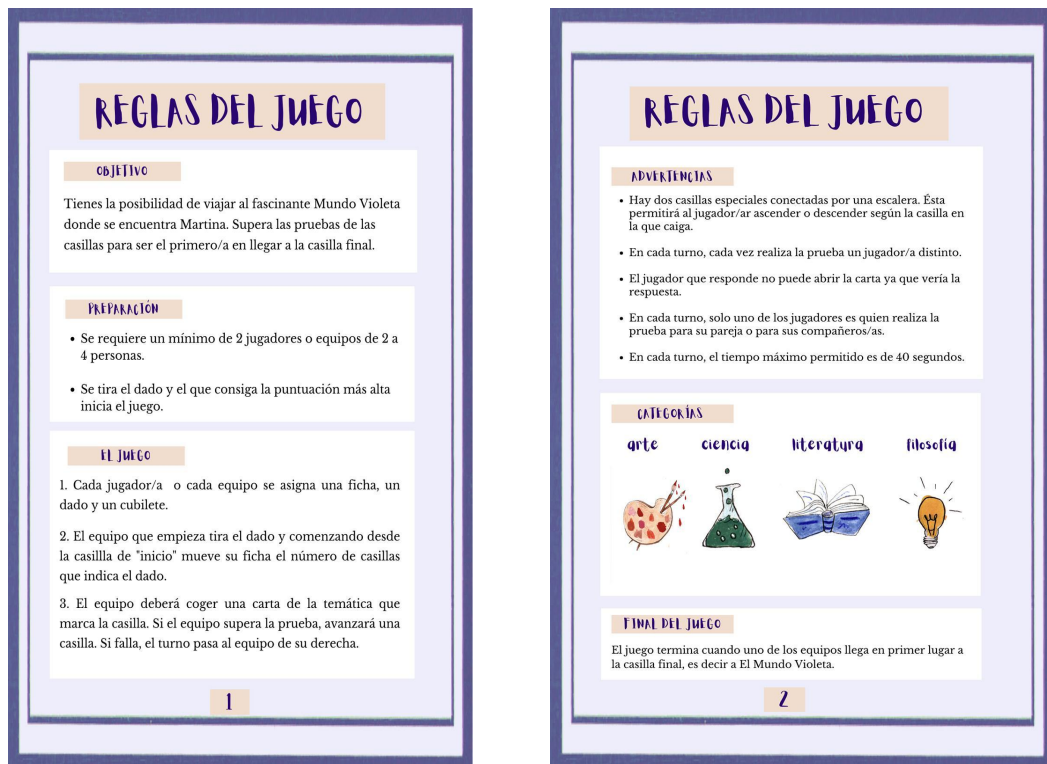 REGLAS DEL JUEGO
OBJETIVO
Tienes la posibilidad de viajar al fascinante Mundo Violeta
donde se encuentra Martina. Supera las pruebas de las
casillas para ser el primero/a en llegar a la casilla final.
PREPARACIÓN
• Se requiere un mínimo de 2 jugadores o equipos de 2 a
4 personas.
• Se tira el dado y el que consiga la puntuación más alta
inicia el juego.
EL JUEGO
1. Cada jugador/a o cada equipo se asigna una ficha, un
dado y un cubilete.
2. El equipo que empieza tira el dado y comenzando desde
la casillla de "inicio" mueve su ficha el número de casillas
que indica el dado.
3. El equipo deberá coger una carta de la temática que
marca la casilla. Si el equipo supera la prueba, avanzará una
casilla. Si falla, el turno pasa al equipo de su derecha.
1
REGLAS DEL JUEGO
ADVERTENCIAS
• Hay dos casillas especiales conectadas por una escalera. Ésta
permitirá al jugador/ar ascender o descender según la casilla en
la que caiga.
• En cada turno, cada vez realiza la prueba un jugador/a distinto.
• El jugador que responde no puede abrir la carta ya que vería la
respuesta.
• En cada turno, solo uno de los jugadores es quien realiza la
prueba para su pareja o para sus compañeros/as.
• En cada turno, el tiempo máximo permitido es de 40 segundos.
CATEGORÍAS
arte ciencia literatura filosofía
FINAL DEL JUEGO
El juego termina cuando uno de los equipos llega en primer lugar a
la casilla final, es decir a El Mundo Violeta.
2